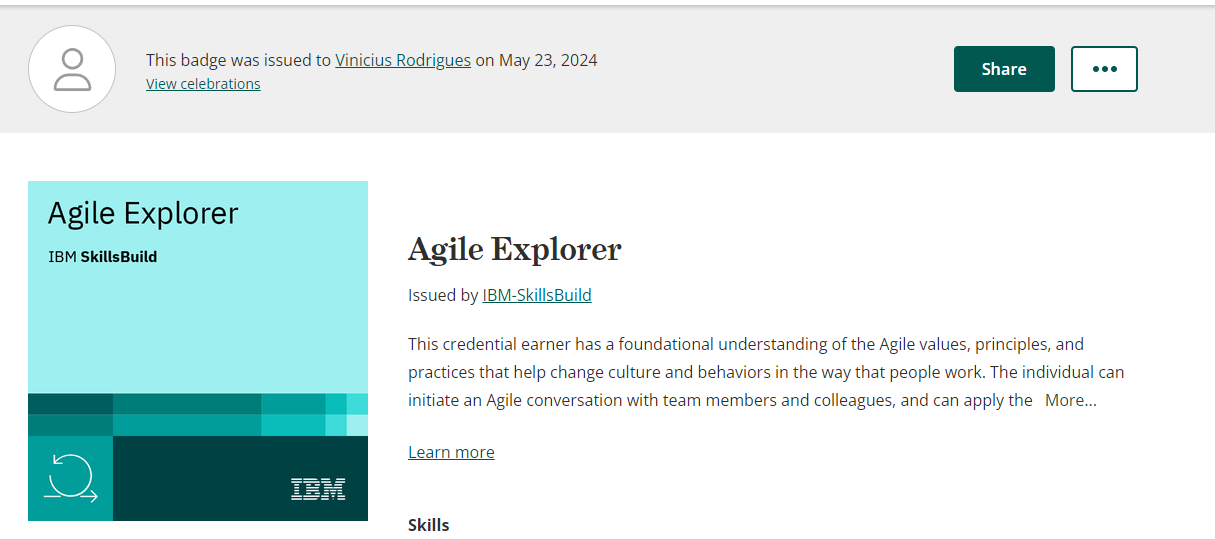 This badge was issued to Vinicius Rodrigues on May 23, 2024
View celebrations
Share
•••
Agile Explorer
IBM SkillsBuild
IBM
Agile Explorer
Issued by IBM-SkillsBuild
This credential earner has a foundational understanding of the Agile values, principles, and
practices that help change culture and behaviors in the way that people work. The individual can
initiate an Agile conversation with team members and colleagues, and can apply the More...
Learn more
Skills